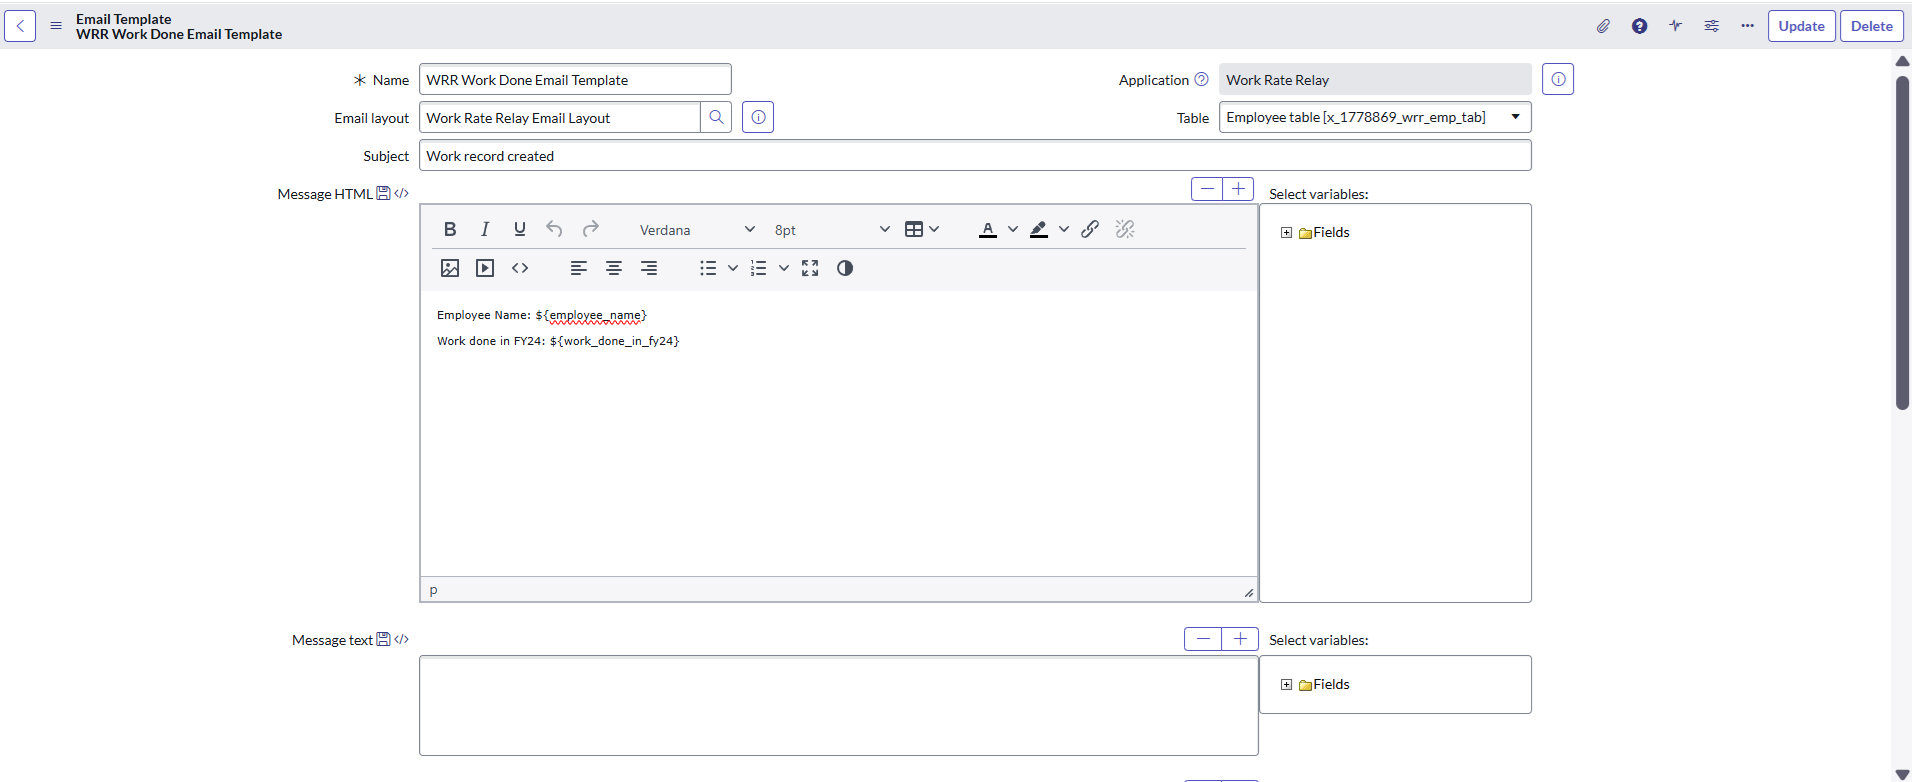 Email Template
WRR Work Done Email Template
Update
Delete
Name
WRR Work Done Email Template
Application
Work Rate Relay
Email layout
Work Rate Relay Email Layout
Table
Employee table [x_1778869_wrr_emp_tab]
Subject
Work record created
Message HTML
Select variables:
Verdana
8pt
Fields
Employee Name: ${employee_name}
Work done in FY24: ${work_done_in_fy24}
p
Message text
Select variables:
Fields